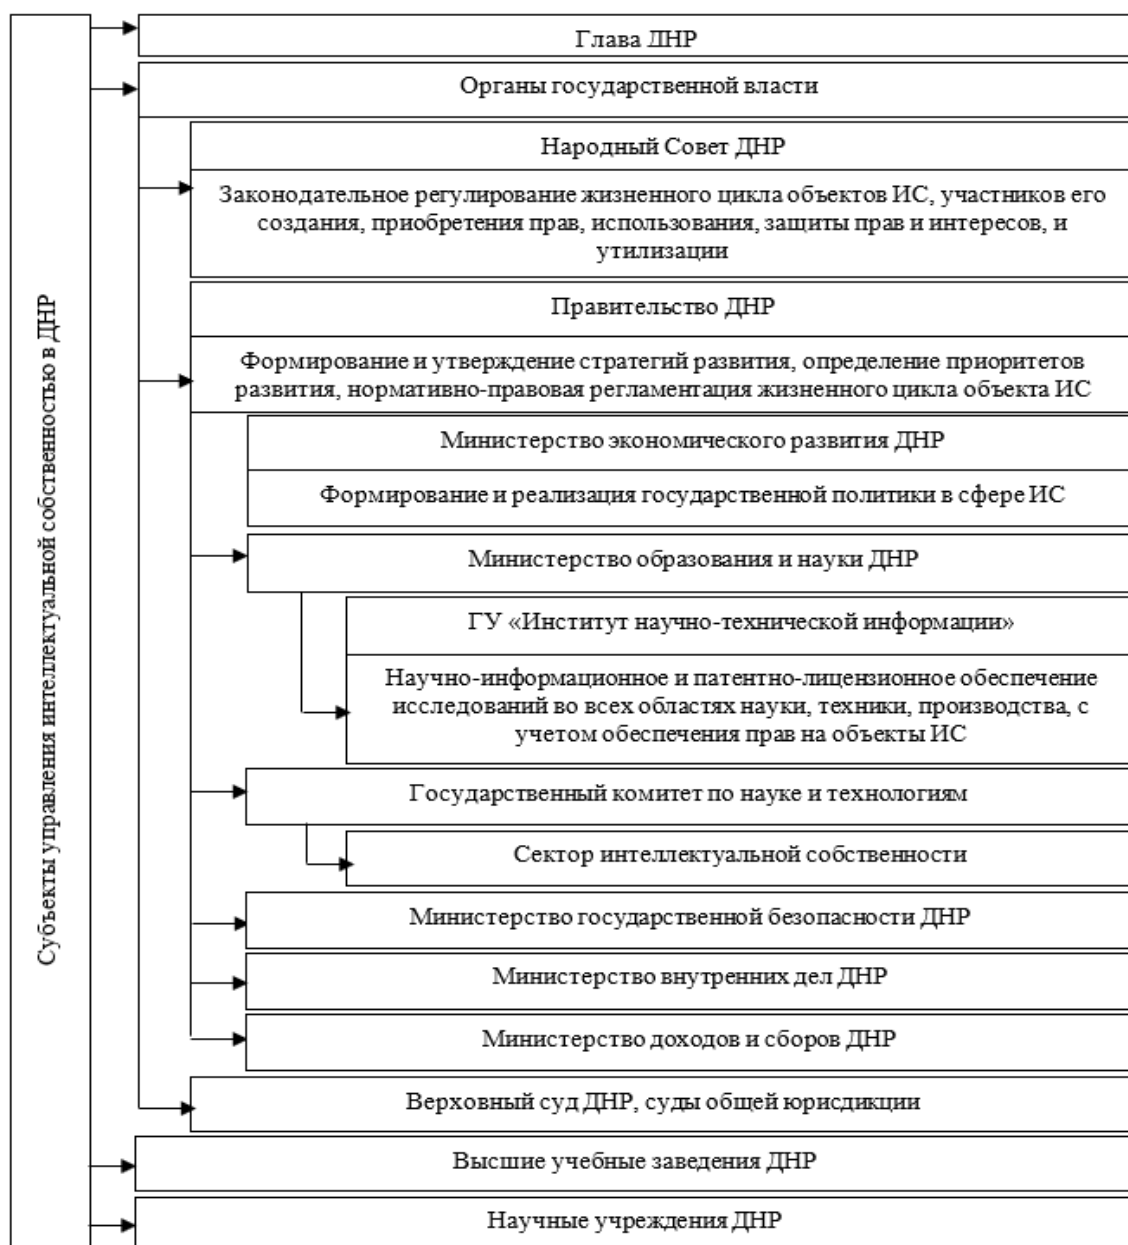 Субъекты управления интеллектуальной собственностью в ДНР
Глава ДНР
Органы государственной власти
Народный Совет ДНР
Законодательное регулирование жизненного цикла объектов ИС, участников его
создания, приобретения прав, использования, защиты прав и интересов, и
утилизации
Правительство ДНР
Формирование и утверждение стратегий развития, определение приоритетов
развития, нормативно-правовая регламентация жизненного цикла объекта ИС
Министерство экономического развития ДНР
Формирование и реализация государственной политики в сфере ИС
Министерство образования и науки ДНР
ГУ «Институт научно-технической информации»
Научно-информационное и патентно-лицензионное обеспечение
исследований во всех областях науки, техники, производства, с
учетом обеспечения прав на объекты ИС
Государственный комитет по науке и технологиям
Сектор интеллектуальной собственности
Министерство государственной безопасности ДНР
Министерство внутренних дел ДНР
Министерство доходов и сборов ДНР
Верховный суд ДНР, суды общей юрисдикции
Высшие учебные заведения ДНР
Научные учреждения ДНР